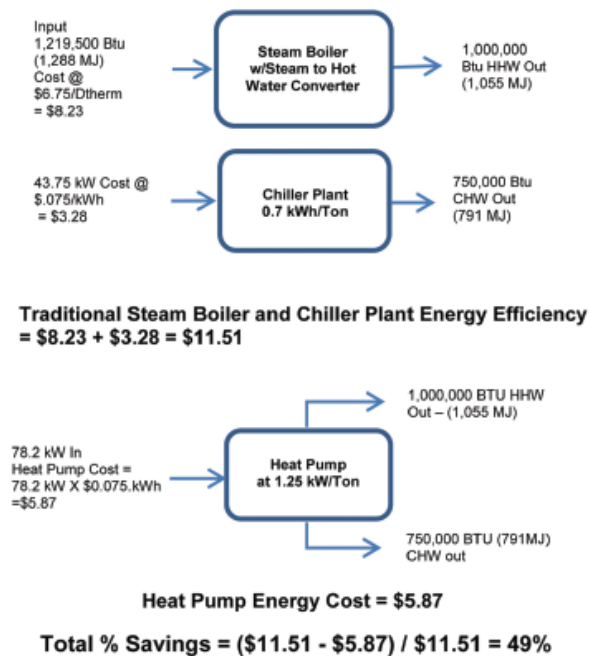 Input
1,219,500 Btu
(1,288 MJ)
Cost @
$6.75/Dtherm
= $8.23
Steam Boiler
w/Steam to Hot
Water Converter
1,000,000
Btu HHW Out
(1,055 MJ)
43.75 kW Cost @
$.075/kWh
= $3.28
Chiller Plant
0.7 kWh/Ton
750,000 Btu
CHW Out
(791 MJ)
Traditional Steam Boiler and Chiller Plant Energy Efficiency
= $8.23 + $3.28 = $11.51
1,000,000 BTU HHW
Out – (1,055 MJ)
78.2 kW In
Heat Pump Cost =
78.2 kW X $0.075.kWh
=$5.87
Heat Pump
at 1.25 kW/Ton
750,000 BTU (791MJ)
CHW out
Heat Pump Energy Cost = $5.87
Total % Savings = ($11.51 - $5.87) / $11.51 = 49%